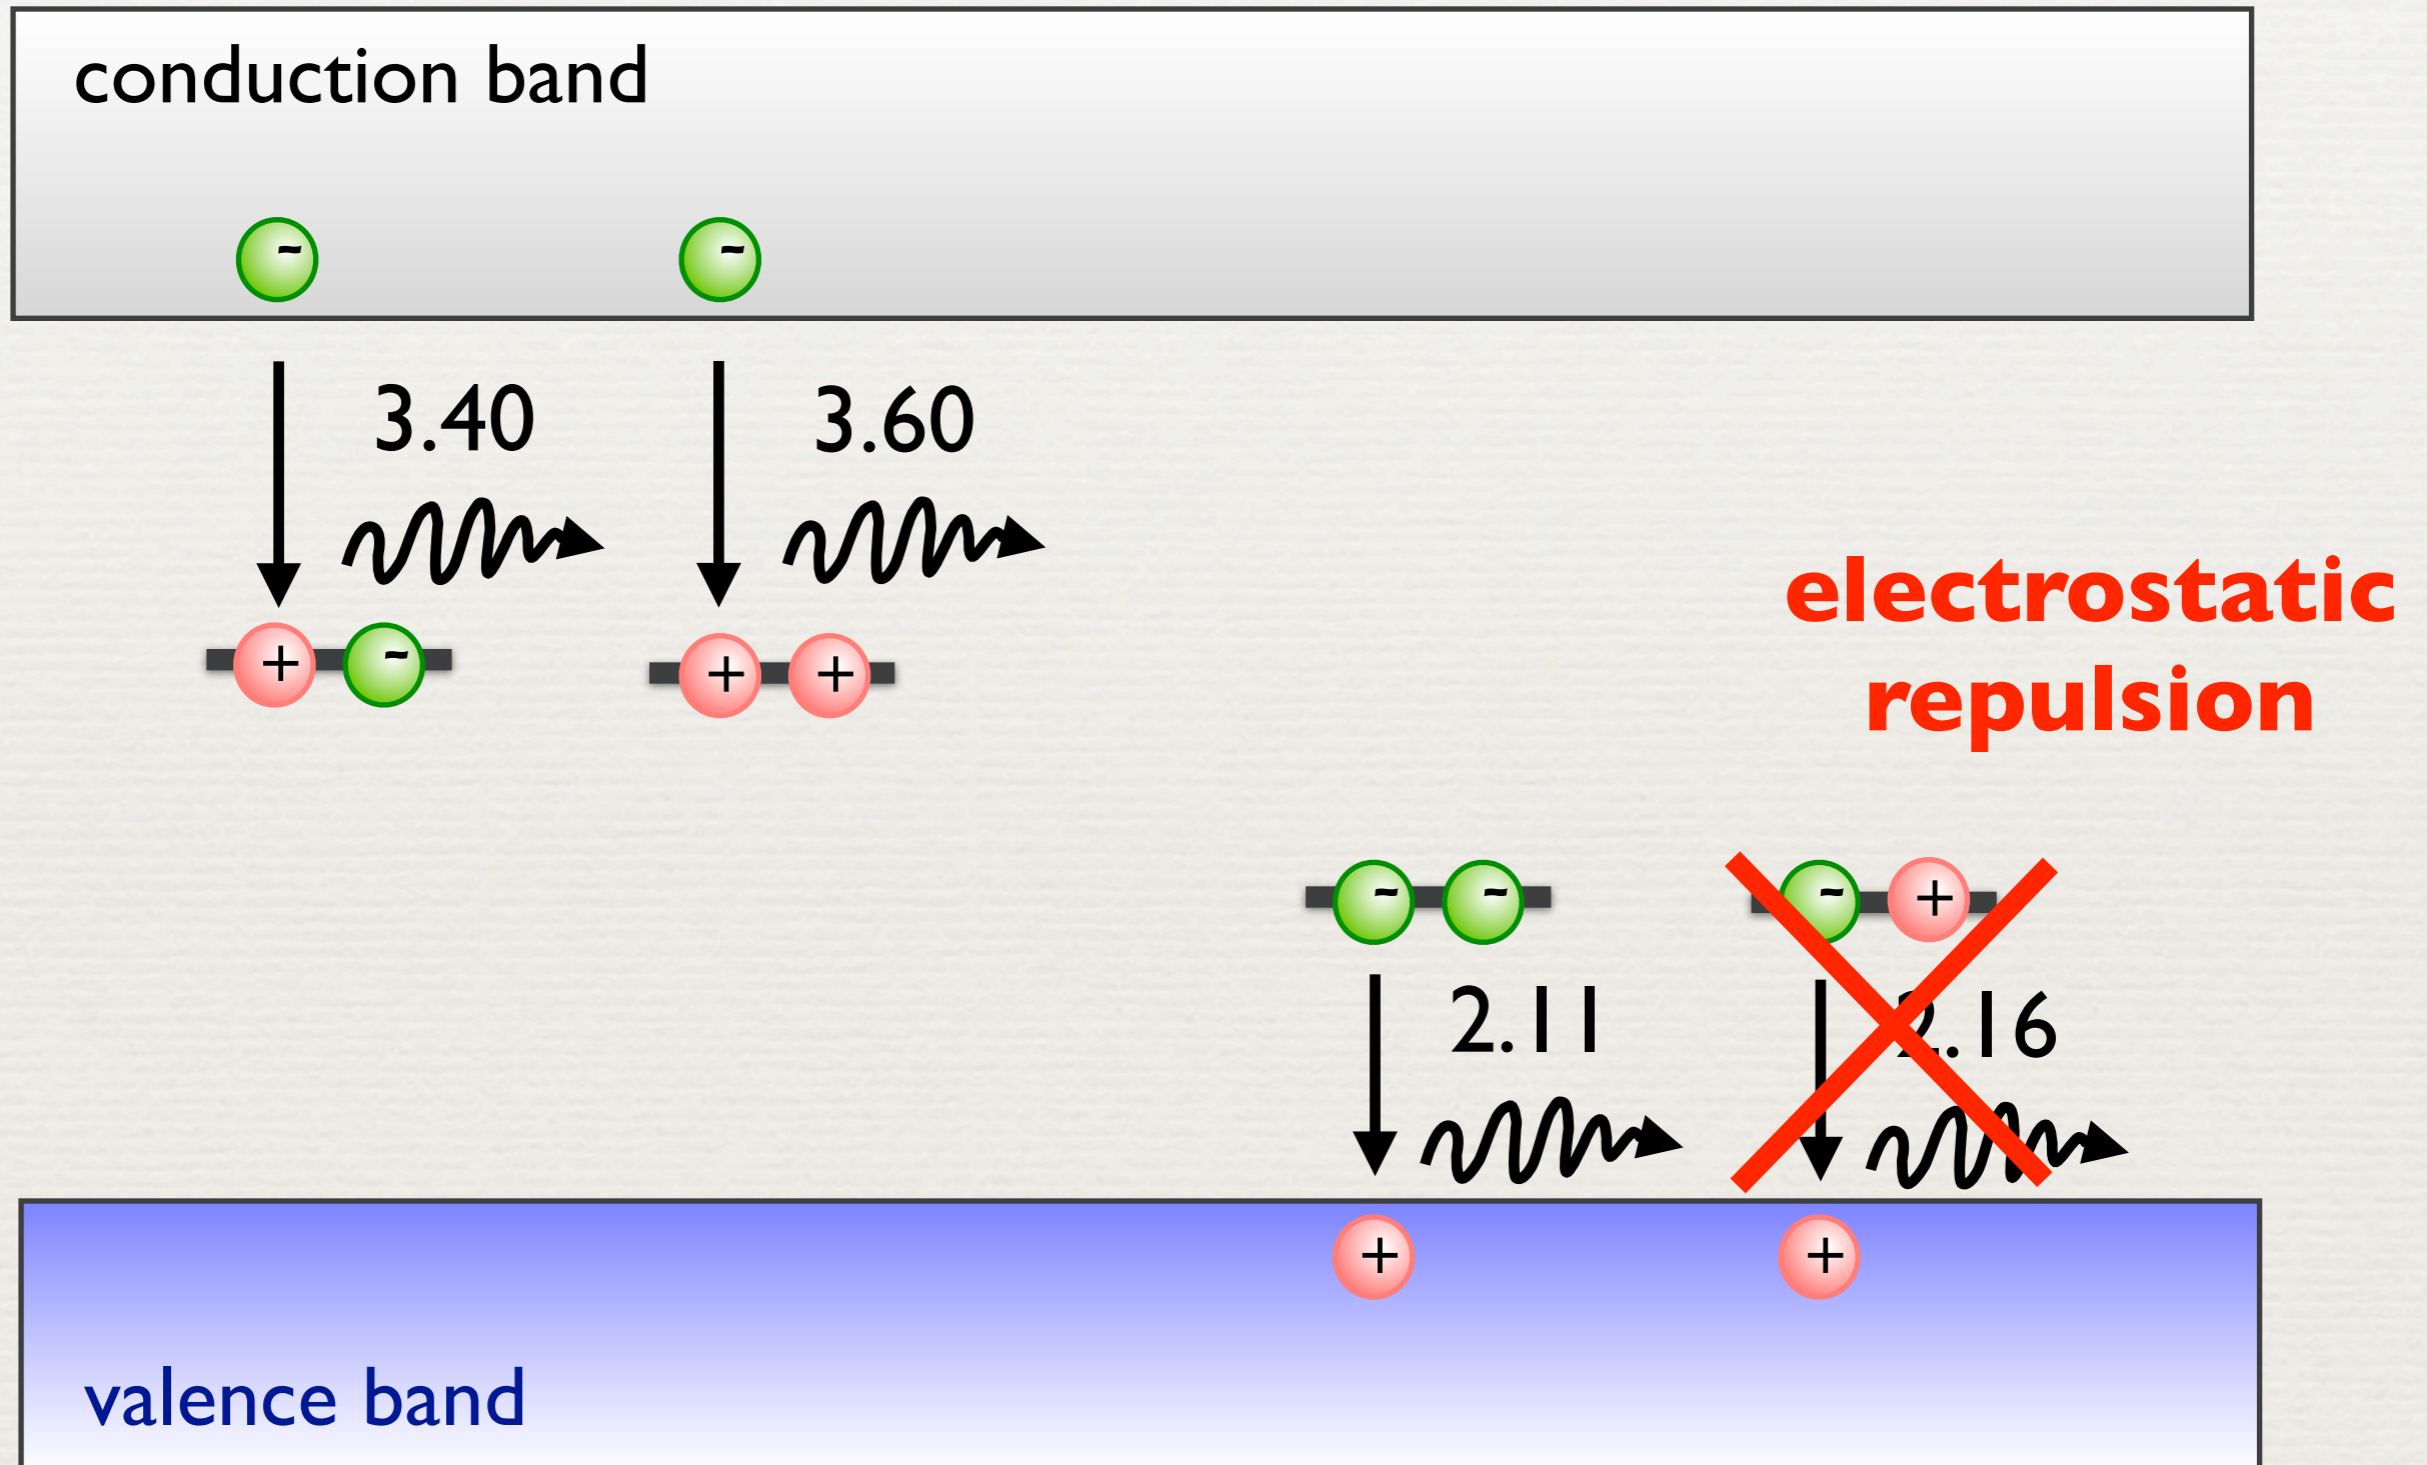 conduction band
~ ~
3.40 3.60
electrostatic
repulsion
+ ~ + +
~ ~ ~ +
2.11 2.16
+ +
valence band